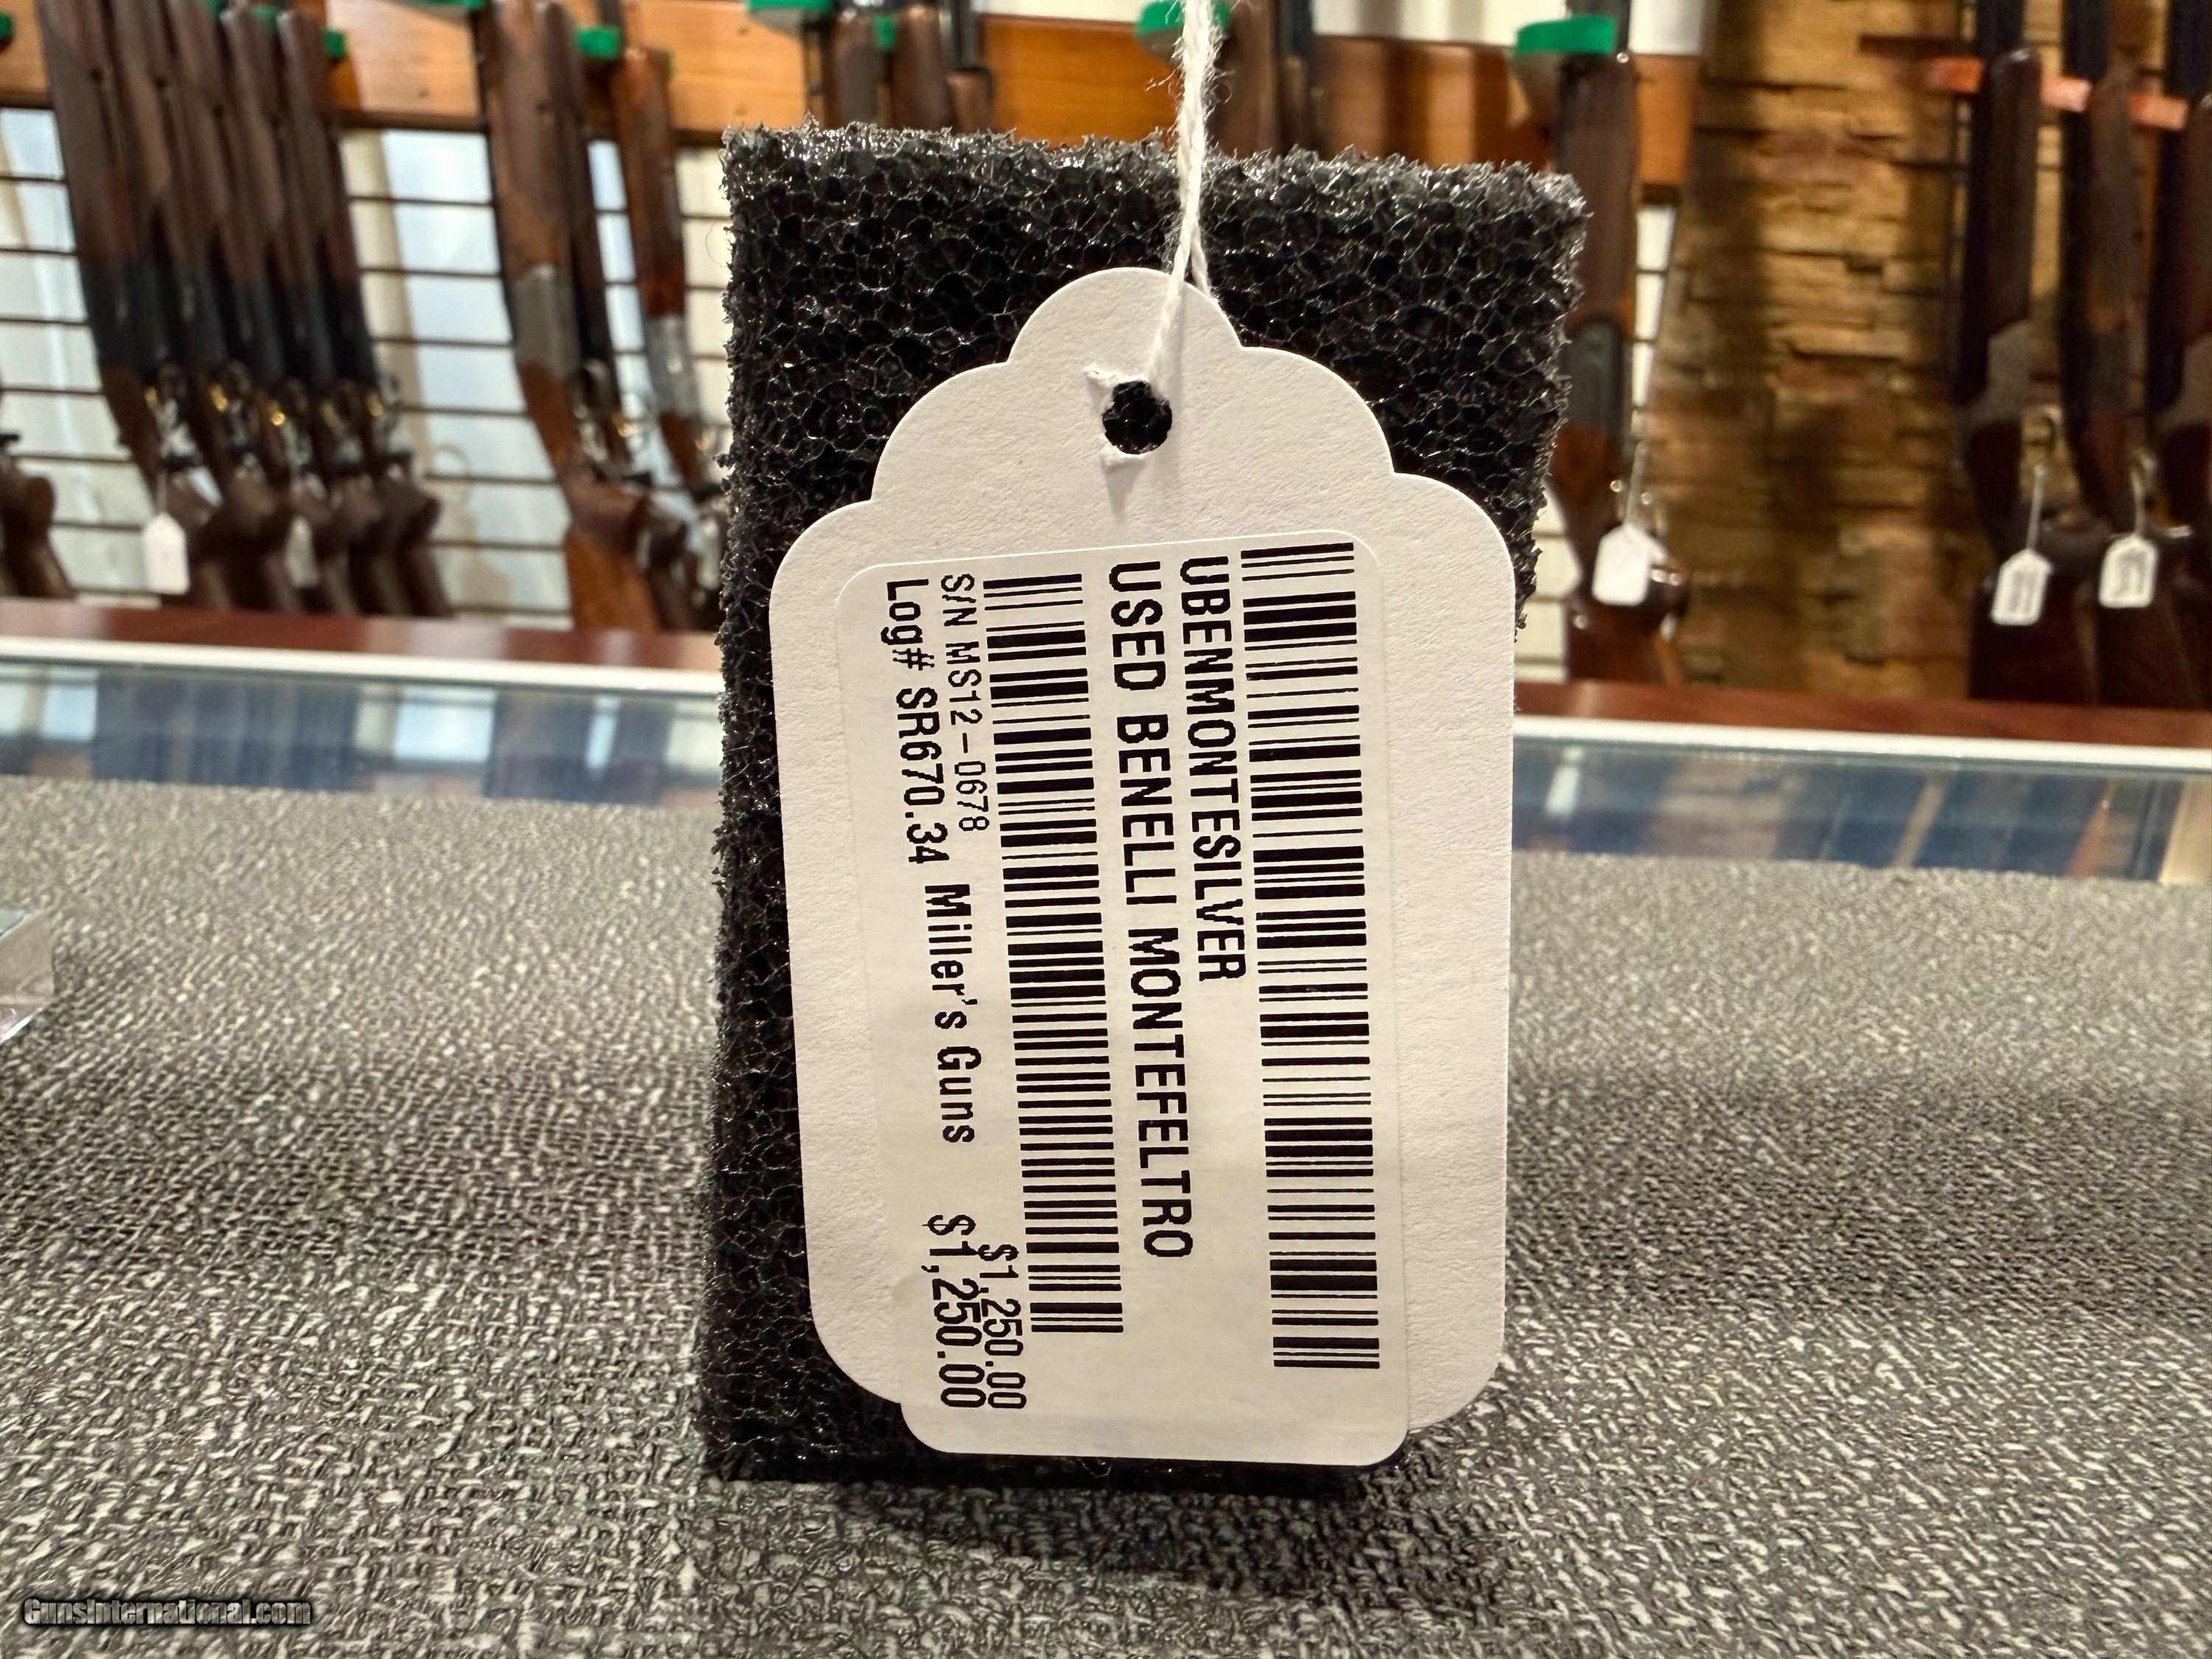 UBENMONTESILVER
USED BENELLI MONTEFELTRO
S/N MS12-0678
$1,250.00
Log# SR670.34 Miller's Guns $1,250.00
GunsInternational.com